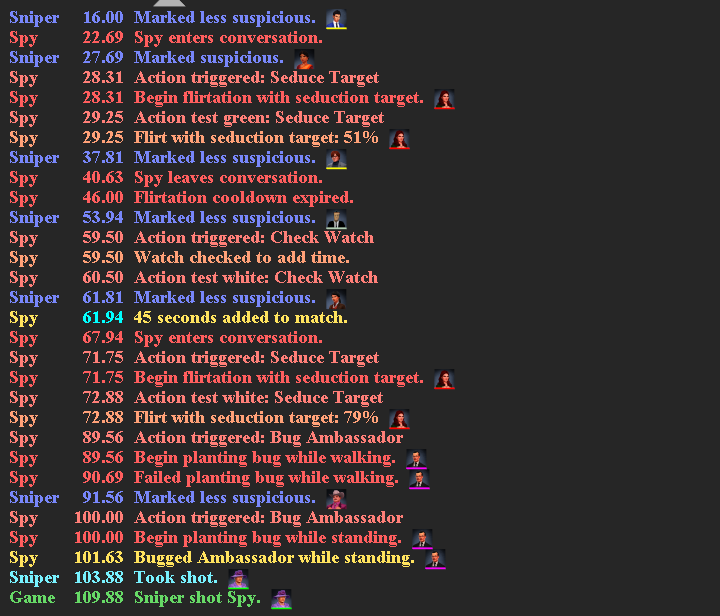 Sniper 16.00 Marked less suspicious.
Spy 22.69 Spy enters conversation.
Sniper 27.69 Marked suspicious.
Spy 28.31 Action triggered: Seduce Target
Spy 28.31 Begin flirtation with seduction target.
Spy 29.25 Action test green: Seduce Target
Spy 29.25 Flirt with seduction target: 51%
Sniper 37.81 Marked less suspicious.
Spy 40.63 Spy leaves conversation.
Spy 46.00 Flirtation cooldown expired.
Sniper 53.94 Marked less suspicious.
Spy 59.50 Action triggered: Check Watch
Spy 59.50 Watch checked to add time.
Spy 60.50 Action test white: Check Watch
Sniper 61.81 Marked less suspicious.
Spy 61.94 45 seconds added to match.
Spy 67.94 Spy enters conversation.
Spy 71.75 Action triggered: Seduce Target
Spy 71.75 Begin flirtation with seduction target.
Spy 72.88 Action test white: Seduce Target
Spy 72.88 Flirt with seduction target: 79%
Spy 89.56 Action triggered: Bug Ambassador
Spy 89.56 Begin planting bug while walking.
Spy 90.69 Failed planting bug while walking.
Sniper 91.56 Marked less suspicious.
Spy 100.00 Action triggered: Bug Ambassador
Spy 100.00 Begin planting bug while standing.
Spy 101.63 Bugged Ambassador while standing.
Sniper 103.88 Took shot.
Game 109.88 Sniper shot Spy.